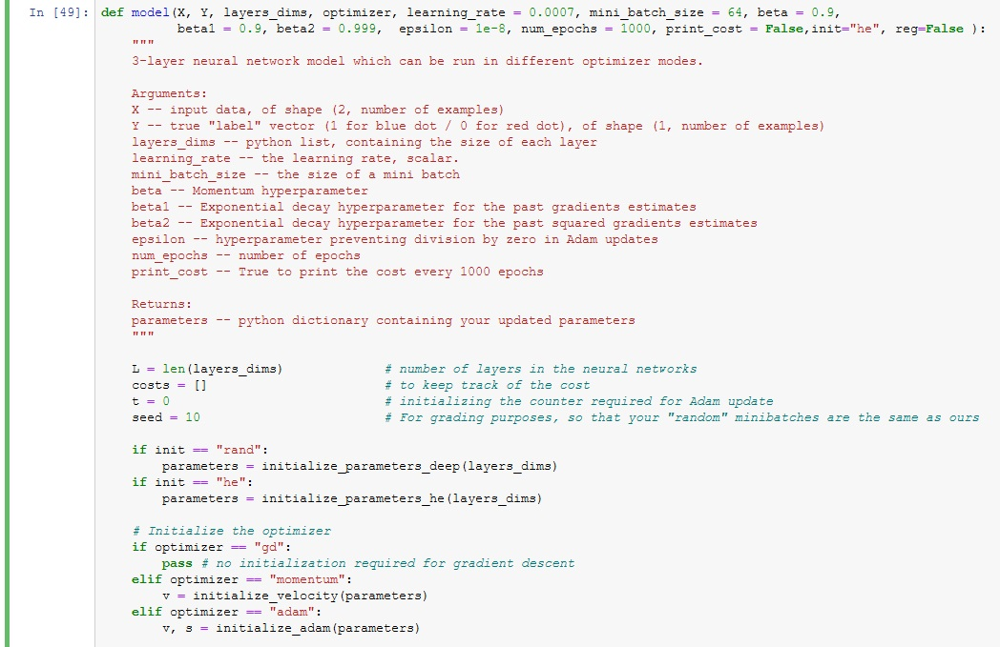 In [49]: def model(X, Y, layers_dims, optimizer, learning_rate = 0.0007, mini_batch_size = 64, beta = 0.9,
          beta1 = 0.9, beta2 = 0.999,  epsilon = 1e-8, num_epochs = 1000, print_cost = False,init="he", reg=False ):
    """
    3-layer neural network model which can be run in different optimizer modes.

    Arguments:
    X -- input data, of shape (2, number of examples)
    Y -- true "label" vector (1 for blue dot / 0 for red dot), of shape (1, number of examples)
    layers_dims -- python list, containing the size of each layer
    learning_rate -- the learning rate, scalar.
    mini_batch_size -- the size of a mini batch
    beta -- Momentum hyperparameter
    beta1 -- Exponential decay hyperparameter for the past gradients estimates
    beta2 -- Exponential decay hyperparameter for the past squared gradients estimates
    epsilon -- hyperparameter preventing division by zero in Adam updates
    num_epochs -- number of epochs
    print_cost -- True to print the cost every 1000 epochs

    Returns:
    parameters -- python dictionary containing your updated parameters
    """

    L = len(layers_dims)             # number of layers in the neural networks
    costs = []                       # to keep track of the cost
    t = 0                            # initializing the counter required for Adam update
    seed = 10                        # For grading purposes, so that your "random" minibatches are the same as ours

    if init == "rand":
        parameters = initialize_parameters_deep(layers_dims)
    if init == "he":
        parameters = initialize_parameters_he(layers_dims)

    # Initialize the optimizer
    if optimizer == "gd":
        pass # no initialization required for gradient descent
    elif optimizer == "momentum":
        v = initialize_velocity(parameters)
    elif optimizer == "adam":
        v, s = initialize_adam(parameters)